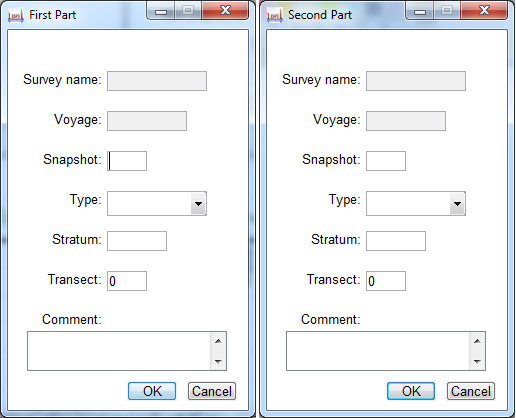 First Part
Survey name:
Voyage:
Snapshot:
Type:
Stratum:
Transect: 0
Comment:
OK Cancel
Second Part
Survey name:
Voyage:
Snapshot:
Type:
Stratum:
Transect: 0
Comment:
OK Cancel